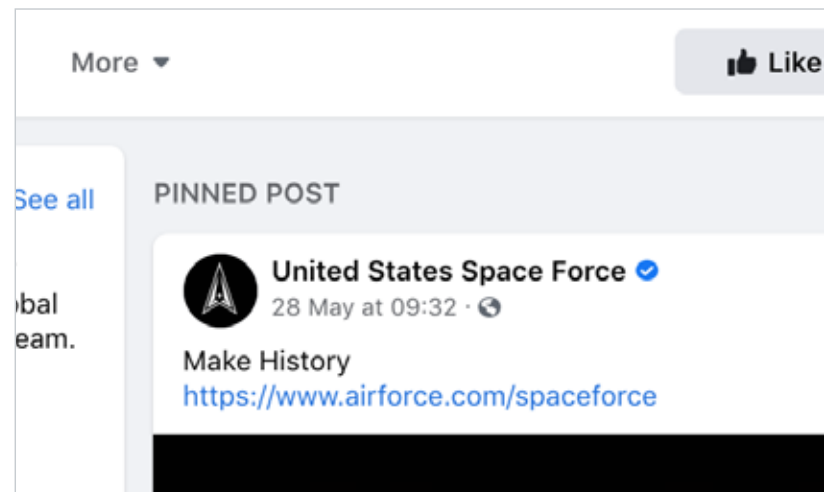 More
Like
See all
PINNED POST
United States Space Force
28 May at 09:32 ·
eam.
Make History
https://www.airforce.com/spaceforce